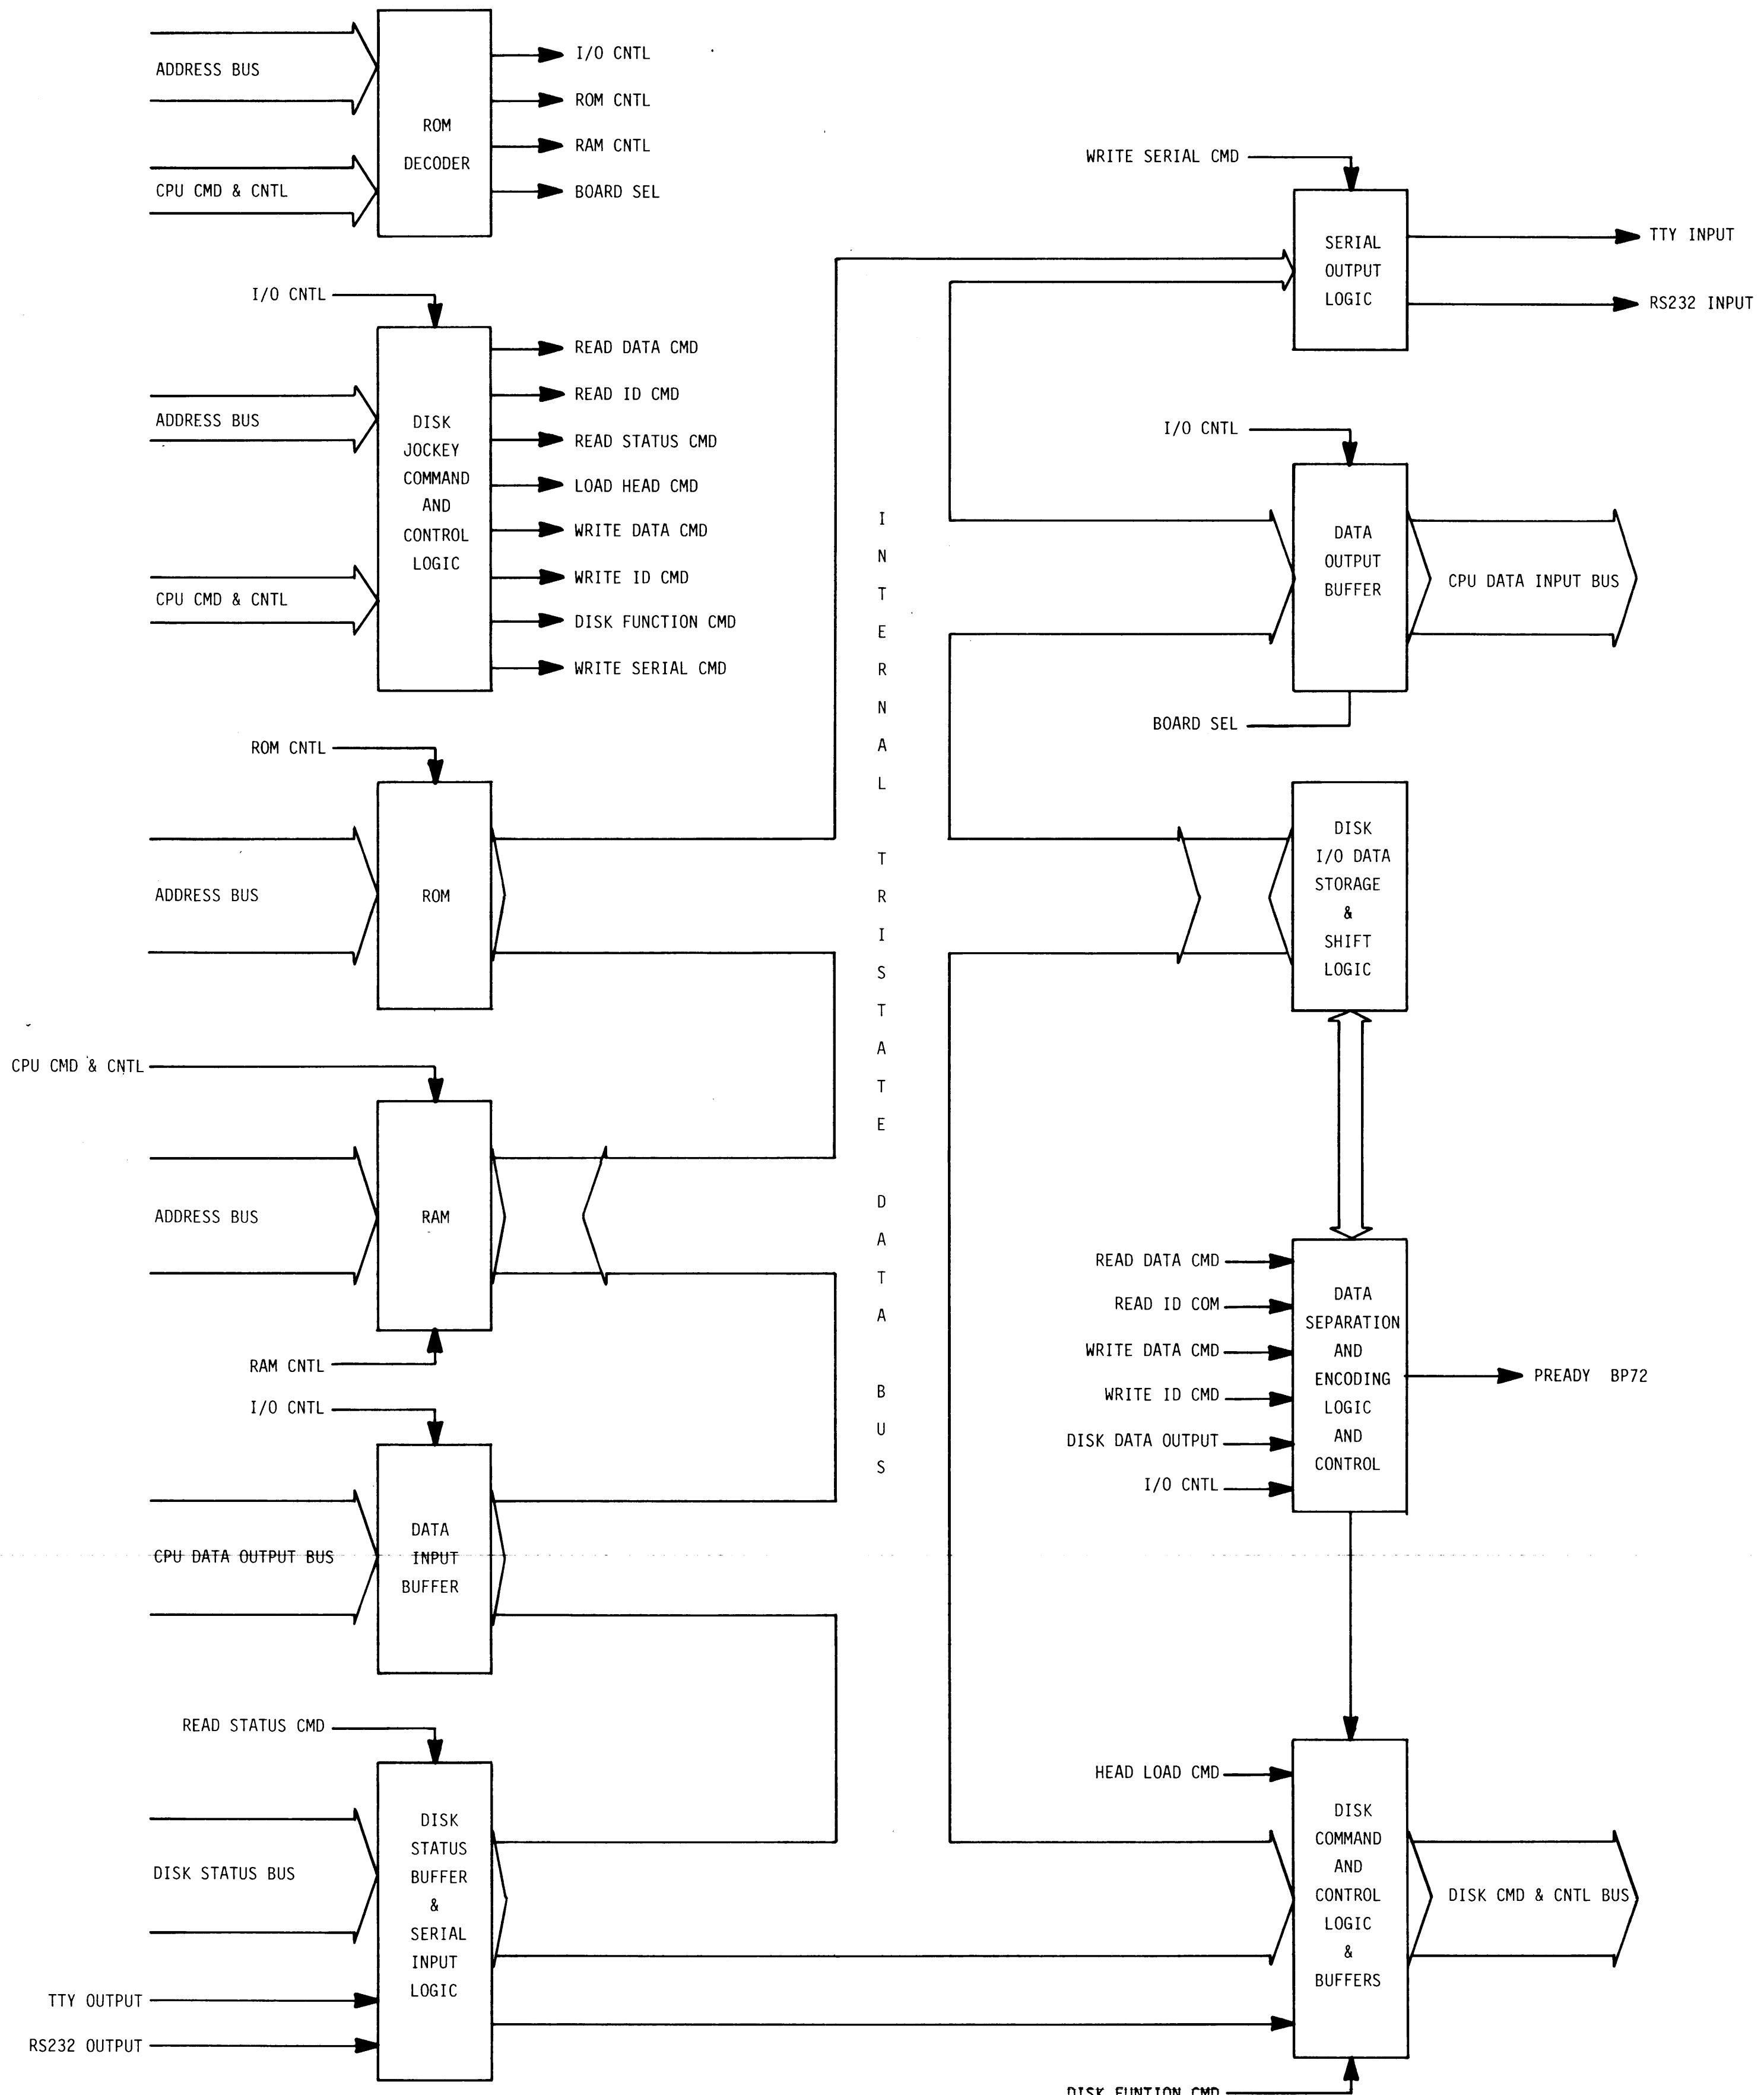 ADDRESS BUS
CPU CMD & CNTL
ROM
DECODER
I/O CNTL
ROM CNTL
RAM CNTL
BOARD SEL
I/O CNTL
ADDRESS BUS
CPU CMD & CNTL
DISK
JOCKEY
COMMAND
AND
CONTROL
LOGIC
READ DATA CMD
READ ID CMD
READ STATUS CMD
LOAD HEAD CMD
WRITE DATA CMD
WRITE ID CMD
DISK FUNCTION CMD
WRITE SERIAL CMD
ROM CNTL
ADDRESS BUS
ROM
CPU CMD & CNTL
ADDRESS BUS
RAM
RAM CNTL
I/O CNTL
CPU DATA OUTPUT BUS
DATA
INPUT
BUFFER
READ STATUS CMD
DISK STATUS BUS
TTY OUTPUT
RS232 OUTPUT
DISK
STATUS
BUFFER
&
SERIAL
INPUT
LOGIC
INTERNAL TRISTATE DATA BUS
WRITE SERIAL CMD
SERIAL
OUTPUT
LOGIC
TTY INPUT
RS232 INPUT
I/O CNTL
DATA
OUTPUT
BUFFER
CPU DATA INPUT BUS
BOARD SEL
DISK
I/O DATA
STORAGE
&
SHIFT
LOGIC
READ DATA CMD
READ ID COM
WRITE DATA CMD
WRITE ID CMD
DISK DATA OUTPUT
I/O CNTL
DATA
SEPARATION
AND
ENCODING
LOGIC
AND
CONTROL
PREADY BP72
HEAD LOAD CMD
DISK
COMMAND
AND
CONTROL
LOGIC
&
BUFFERS
DISK CMD & CNTL BUS
DISK FUNTION CMD